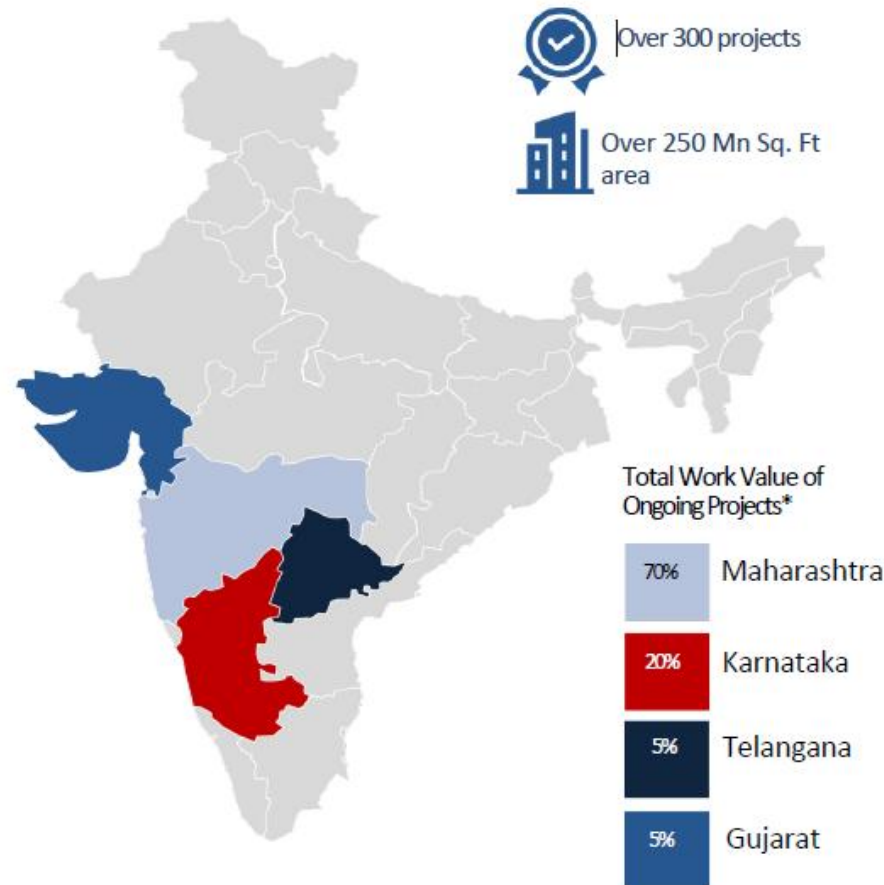 Over 300 projects
Over 250 Mn Sq. Ft
area
Total Work Value of
Ongoing Projects*
70% Maharashtra
20% Karnataka
5% Telangana
5% Gujarat